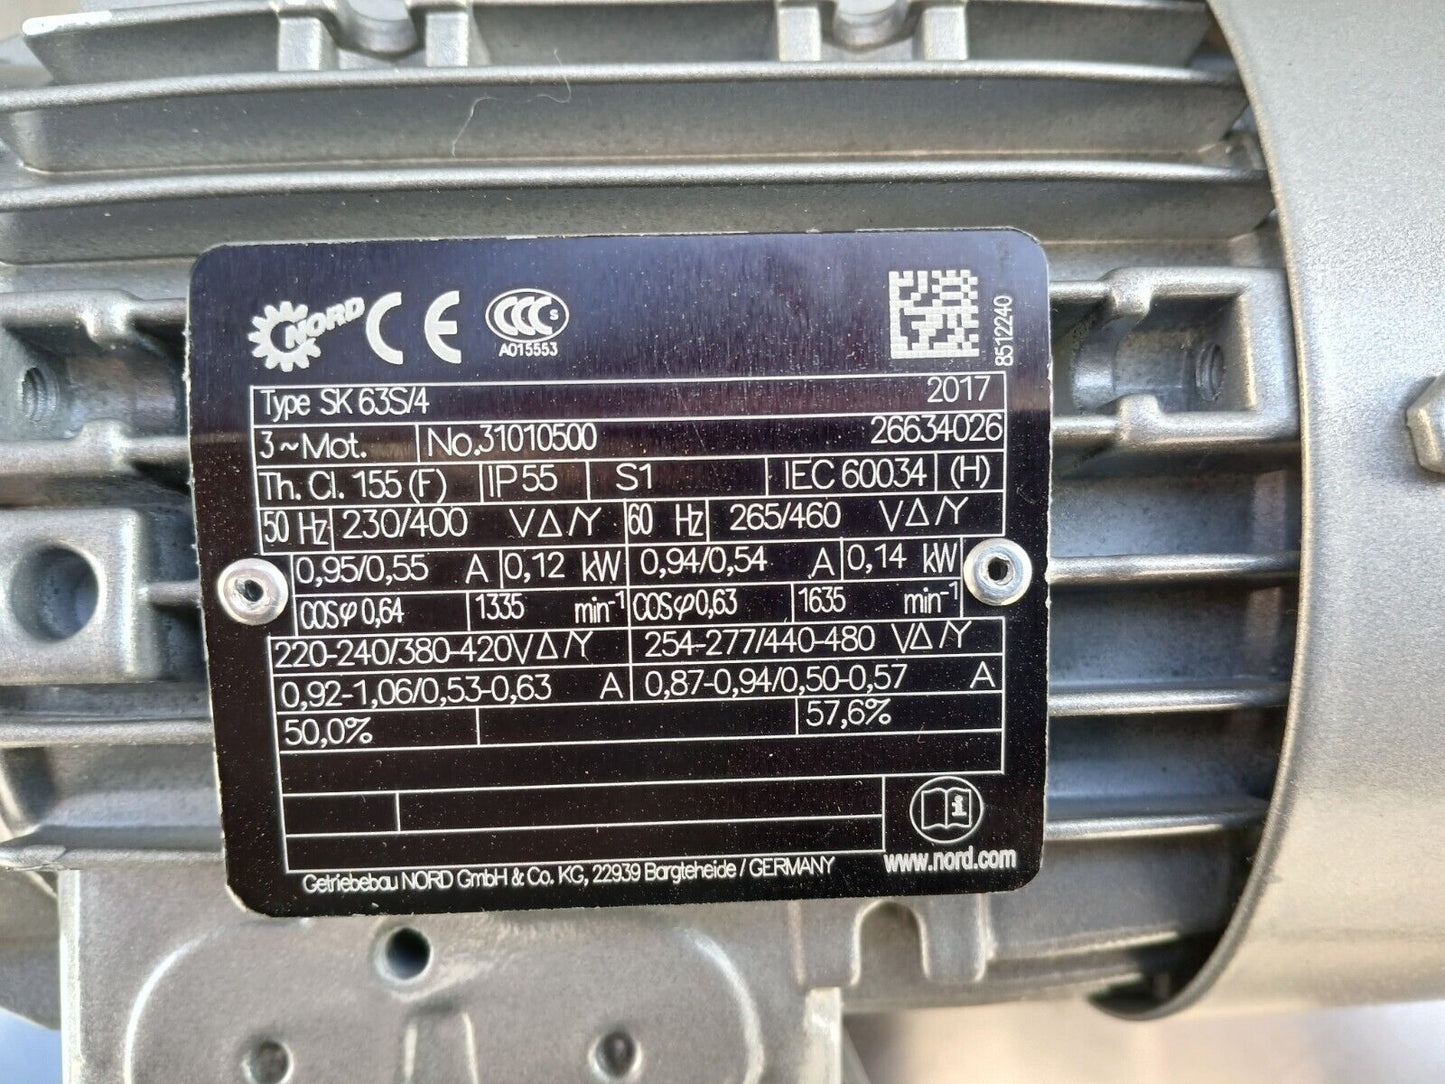 NORD CE CCC S
A015553
8512240
Type SK 63S/4 2017
3~Mot. No.31010500 26634026
Th. Cl. 155 (F) IP55 S1 IEC 60034 (H)
50 Hz 230/400 V Δ/Y 60 Hz 265/460 V Δ/Y
0,95/0,55 A 0,12 kW 0,94/0,54 A 0,14 kW
cosφ 0,64 1335 min-1 cosφ 0,63 1635 min-1
220-240/380-420V Δ/Y 254-277/440-480 V Δ/Y
0,92-1,06/0,53-0,63 A 0,87-0,94/0,50-0,57 A
50,0% 57,6%
i
www.nord.com
Getriebebau NORD GmbH & Co. KG, 22939 Bargteheide / GERMANY